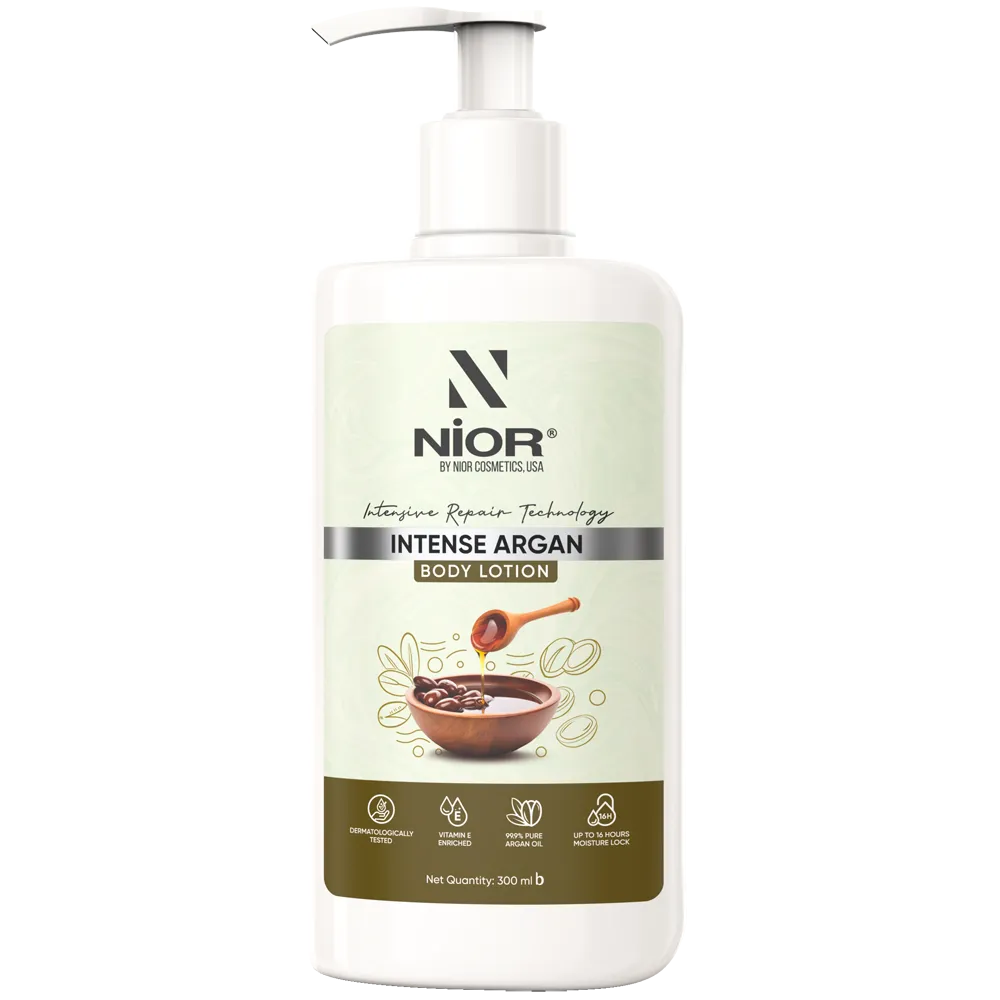 N
NiOR®
BY NIOR COSMETICS, USA
Intensive Repair Technology
INTENSE ARGAN
BODY LOTION
DERMATOLOGICALLY
TESTED
E
VITAMIN E
ENRICHED
99.9% PURE
ARGAN OIL
16H
UP TO 16 HOURS
MOISTURE LOCK
Net Quantity: 300 ml b